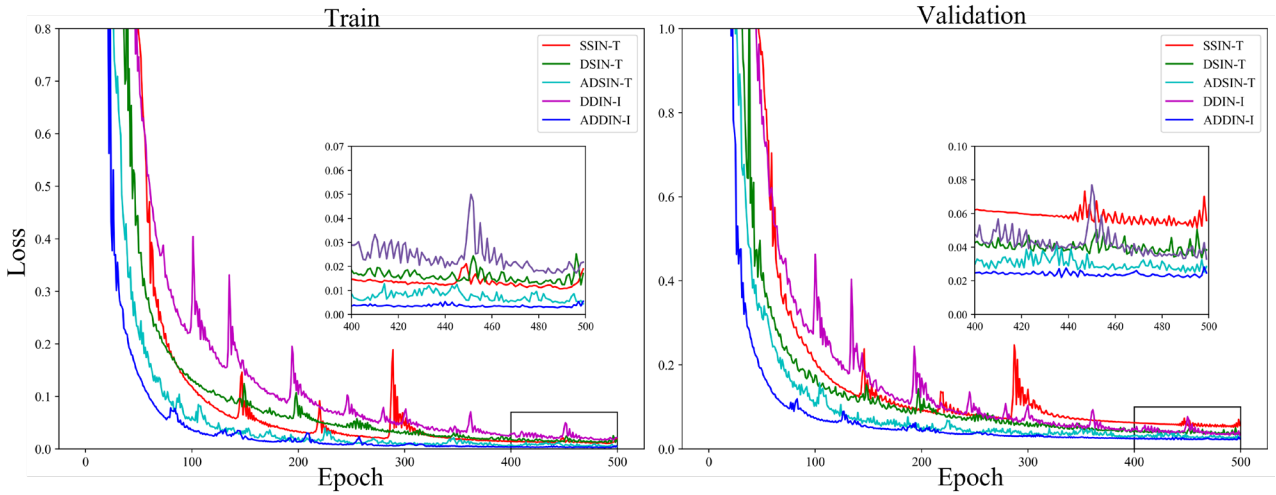 Train
Validation
Loss
0.8
0.7
0.6
0.5
0.4
0.3
0.2
0.1
0.0
SSIN-T
DSIN-T
ADSIN-T
DDIN-I
ADDIN-I
0.07
0.06
0.05
0.04
0.03
0.02
0.01
0.00
400 420 440 460 480 500
0 100 200 300 400 500
Epoch
1.0
0.8
0.6
0.4
0.2
0.0
SSIN-T
DSIN-T
ADSIN-T
DDIN-I
ADDIN-I
0.10
0.08
0.06
0.04
0.02
0.00
400 420 440 460 480 500
0 100 200 300 400 500
Epoch